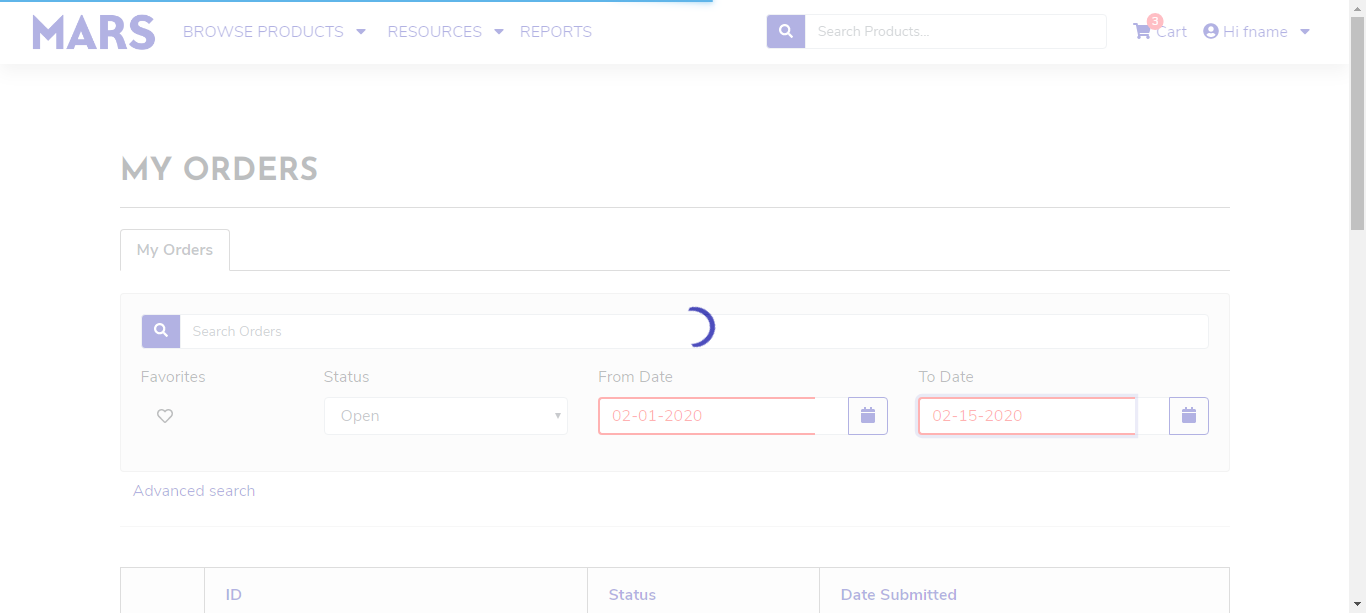 MARS BROWSE PRODUCTS RESOURCES REPORTS Search Products... 3 Cart Hi fname
MY ORDERS
My Orders
Search Orders
Favorites Status From Date To Date
Open 02-01-2020 02-15-2020
Advanced search
ID Status Date Submitted